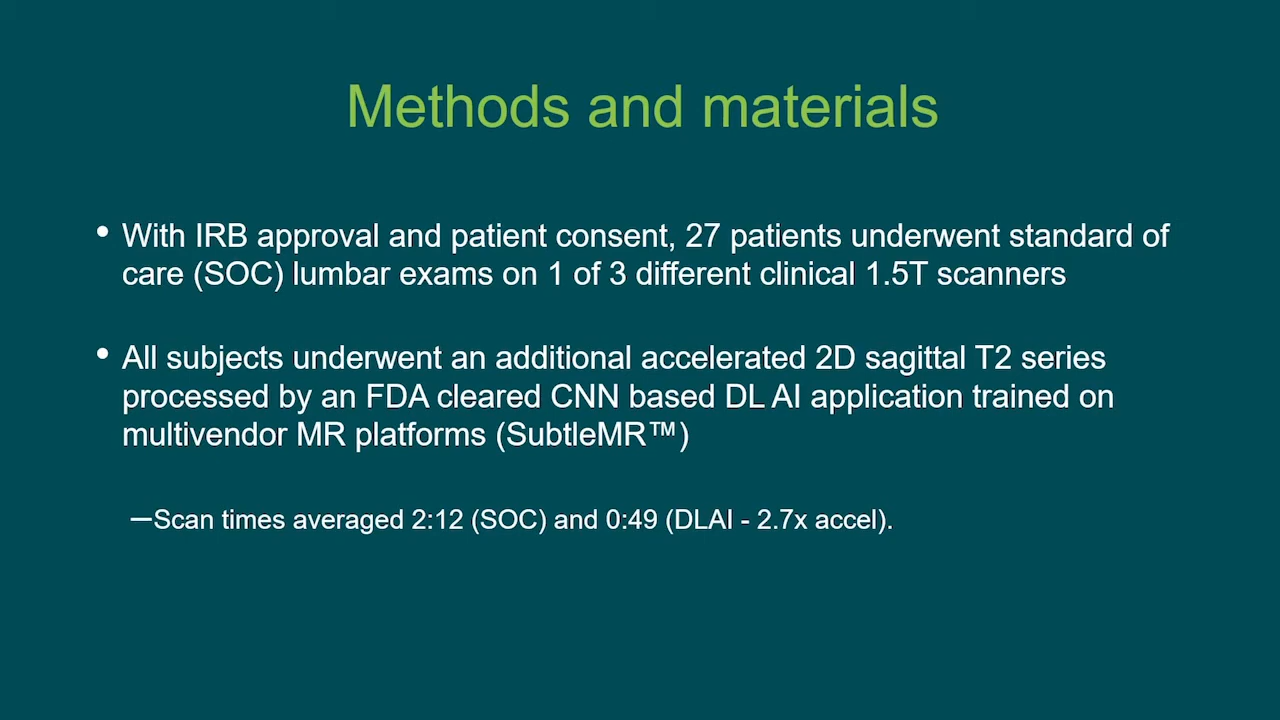 Methods and materials
• With IRB approval and patient consent, 27 patients underwent standard of
care (SOC) lumbar exams on 1 of 3 different clinical 1.5T scanners
• All subjects underwent an additional accelerated 2D sagittal T2 series
processed by an FDA cleared CNN based DL AI application trained on
multivendor MR platforms (SubtleMR™)
–Scan times averaged 2:12 (SOC) and 0:49 (DLAI - 2.7x accel).